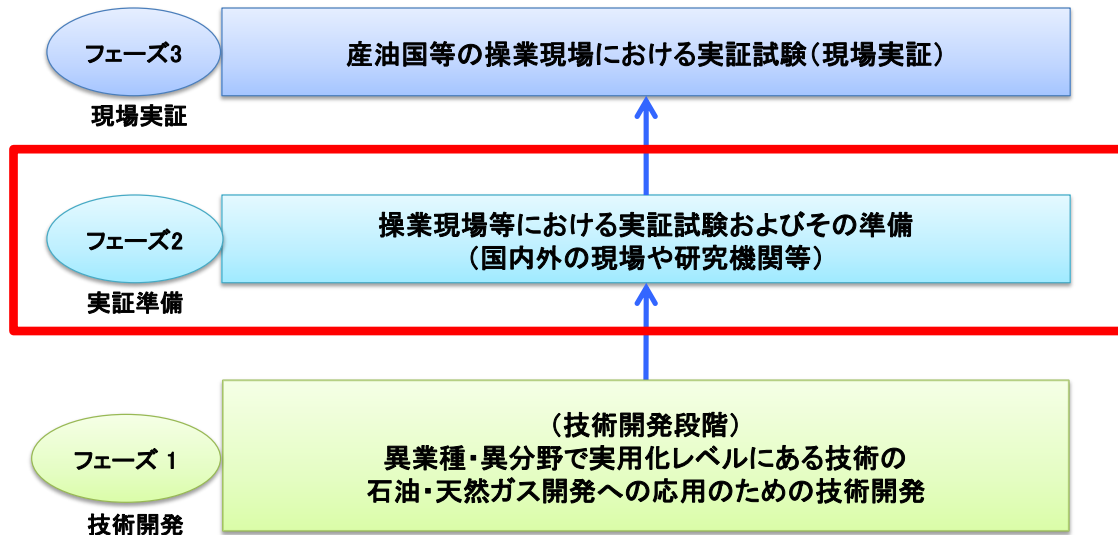 フェーズ3
産油国等の操業現場における実証試験(現場実証)
現場実証
フェーズ2
操業現場等における実証試験およびその準備
(国内外の現場や研究機関等)
実証準備
フェーズ 1
(技術開発段階)
異業種・異分野で実用化レベルにある技術の
石油・天然ガス開発への応用のための技術開発
技術開発